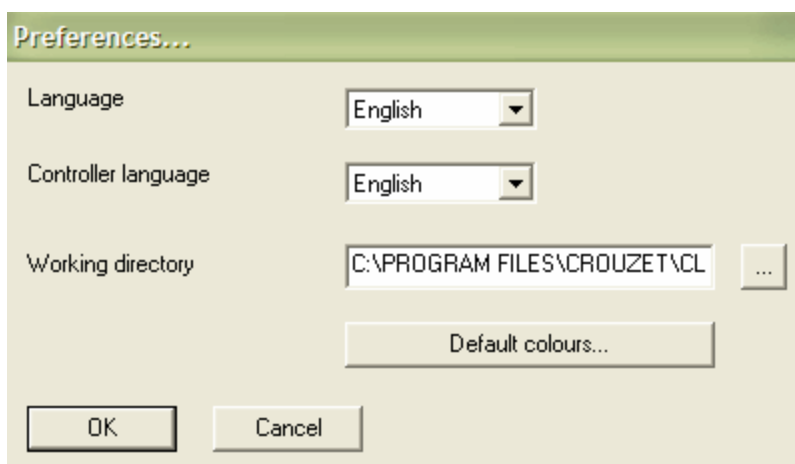 Preferences...
Language English
Controller language English
Working directory C:\PROGRAM FILES\CROUZET\CL ...
Default colours...
OK Cancel